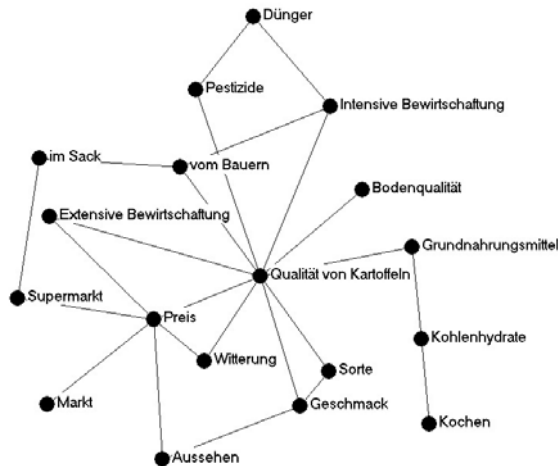 Dünger
Pestizide
Intensive Bewirtschaftung
im Sack
vom Bauern
Bodenqualität
Extensive Bewirtschaftung
Grundnahrungsmittel
Qualität von Kartoffeln
Supermarkt
Preis
Kohlenhydrate
Witterung
Sorte
Markt
Geschmack
Kochen
Aussehen